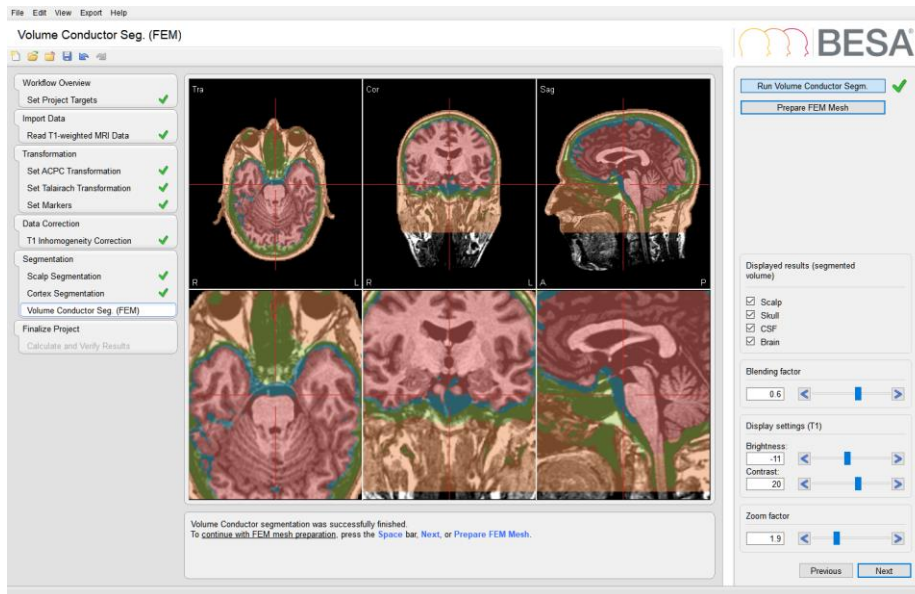 File Edit View Export Help
Volume Conductor Seg. (FEM)
BESA®
Workflow Overview
Set Project Targets
Import Data
Read T1-weighted MRI Data
Transformation
Set ACPC Transformation
Set Talairach Transformation
Set Markers
Data Correction
T1 Inhomogeneity Correction
Segmentation
Scalp Segmentation
Cortex Segmentation
Volume Conductor Seg. (FEM)
Finalize Project
Calculate and Verify Results
Tra
Cor
Sag
R L
R L
A P
Volume Conductor segmentation was successfully finished.
To continue with FEM mesh preparation, press the Space bar, Next, or Prepare FEM Mesh.
Run Volume Conductor Segm.
Prepare FEM Mesh
Displayed results (segmented
volume)
Scalp
Skull
CSF
Brain
Blending factor
0.6
Display settings (T1)
Brightness:
-11
Contrast:
20
Zoom factor
1.9
Previous Next